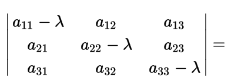 | a₁₁ − λ   a₁₂   a₁₃ |
| a₂₁   a₂₂ − λ   a₂₃ | =
| a₃₁   a₃₂   a₃₃ − λ |